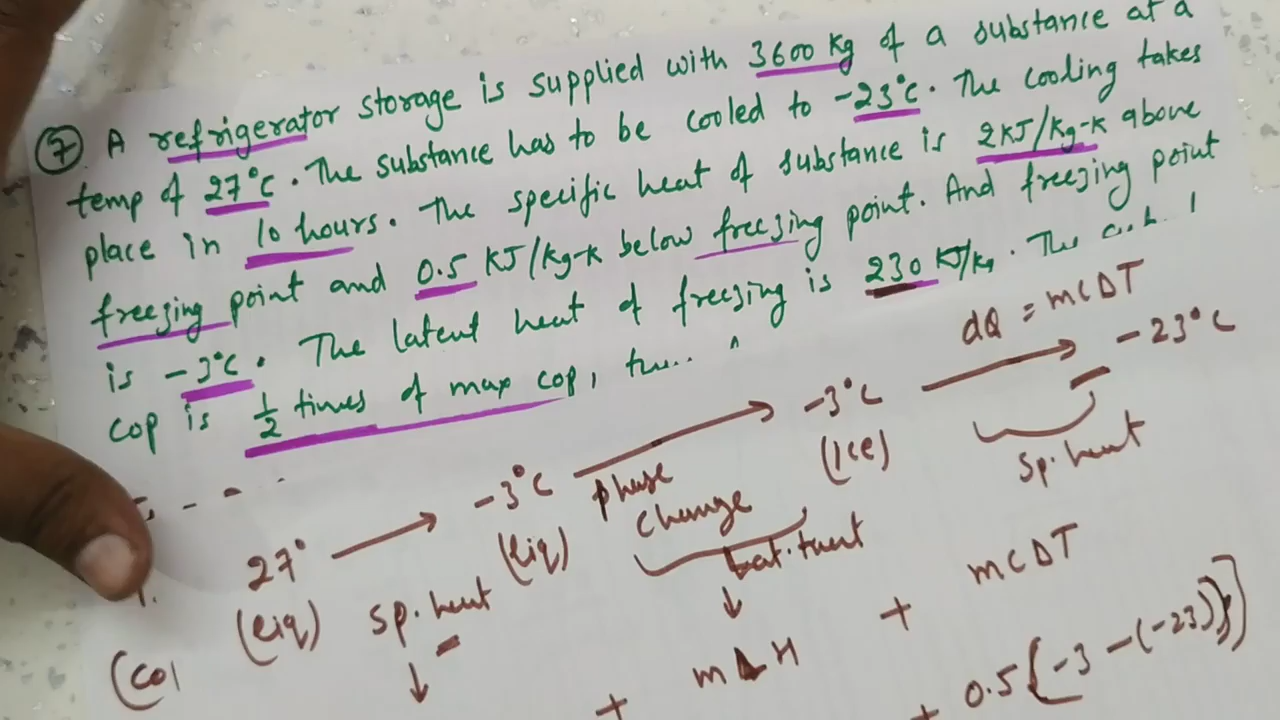 ⑦ A refrigerator storage is supplied with 3600 kg of a substance at a
temp of 27°C. The substance has to be cooled to -23°C. The cooling takes
place in 10 hours. The specific heat of substance is 2KJ/kg-K above
freezing point and 0.5 KJ/kg-K below freezing point. And freezing point
is -3°C. The latent heat of freezing is 230 KJ/kg. The
COP is 1/2 times of max COP,
dQ = mCΔT
27° → -3°C → -3°C → -23°C
(liq) sp. heat (liq) phase change (Ice) Sp. heut
↓ Lat. heut
↓
+ mLH + mCDT
+ 0.5{-3-(-23)}}]
(Co